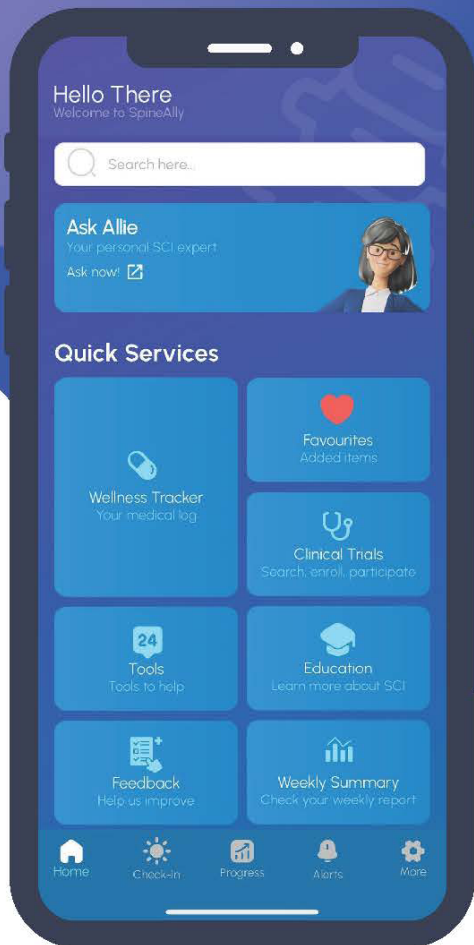 Hello There
Welcome to SpineAlly
Search here...
Ask Allie
Your personal SCI expert
Ask now!
Quick Services
Wellness Tracker
Your medical log
Favourites
Added items
Clinical Trials
Search, enroll, participate
24
Tools
Tools to help
Education
Learn more about SCI
Feedback
Help us improve
Weekly Summary
Check your weekly report
Home
Check-In
Progress
Alerts
More